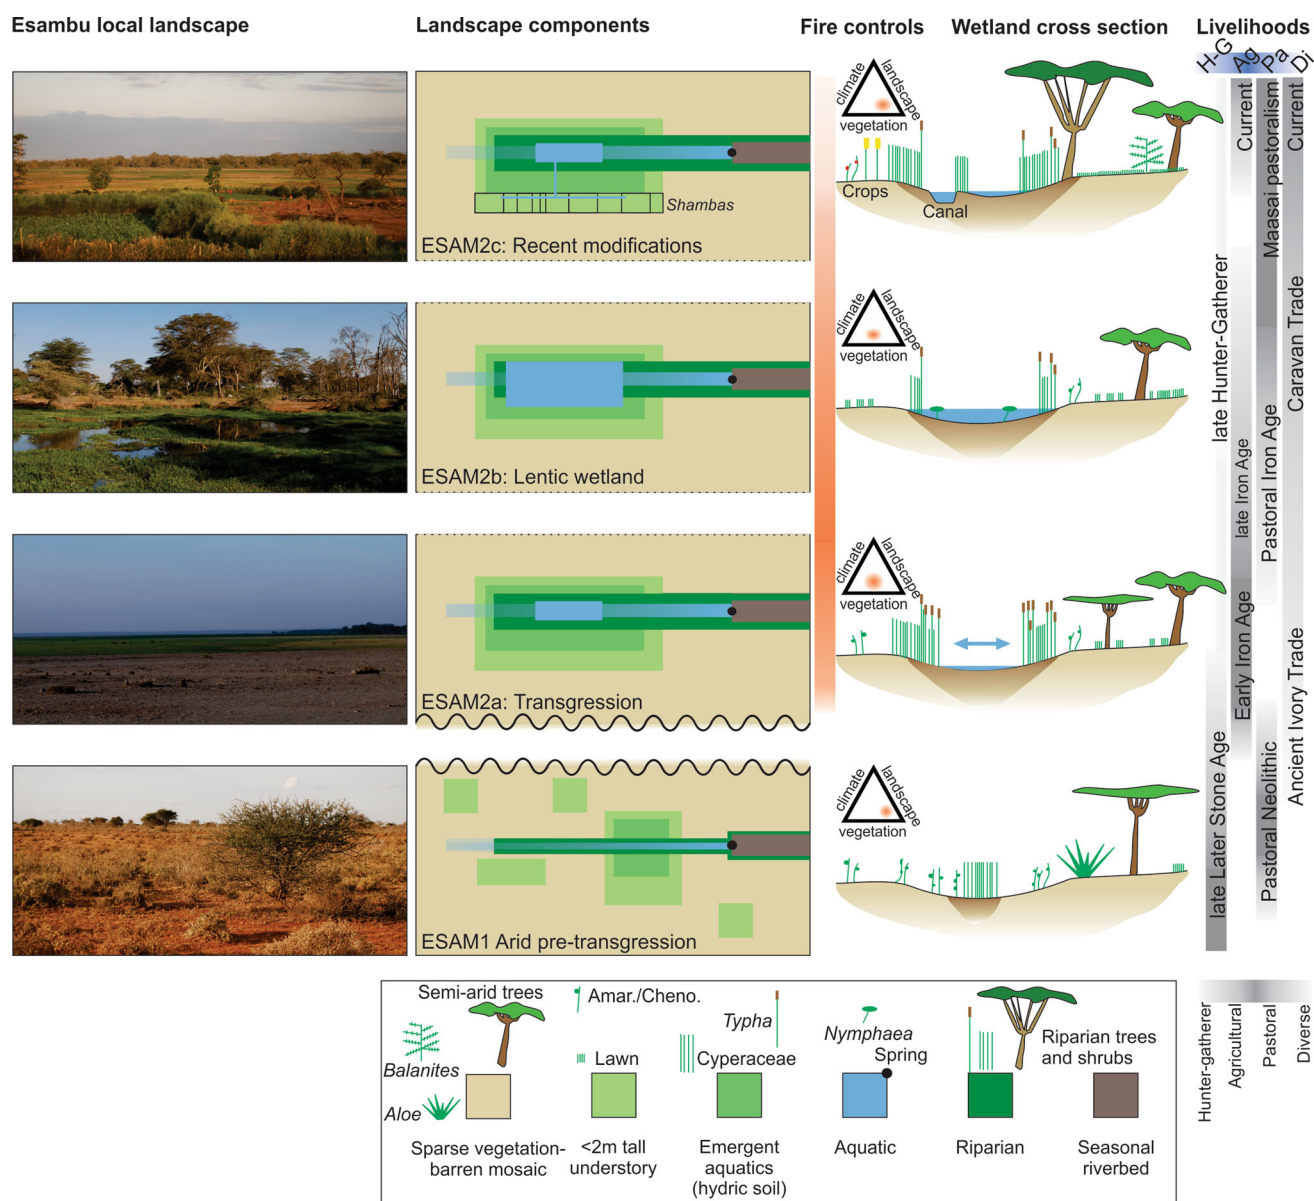 Esambu local landscape
Landscape components
Fire controls
Wetland cross section
Livelihoods
H-G
Ag
Pa
Di
climate
landscape
vegetation
Crops
Canal
Shambas
ESAM2c: Recent modifications
climate
landscape
vegetation
ESAM2b: Lentic wetland
climate
landscape
vegetation
ESAM2a: Transgression
climate
landscape
vegetation
ESAM1 Arid pre-transgression
late Hunter-Gatherer
late Later Stone Age
Current
late Iron Age
Early Iron Age
Maasai pastoralism
Pastoral Iron Age
Pastoral Neolithic
Current
Caravan Trade
Ancient Ivory Trade
Semi-arid trees
Balanites
Aloe
Sparse vegetation-
barren mosaic
Amar./Cheno.
Lawn
<2m tall
understory
Typha
Cyperaceae
Emergent
aquatics
(hydric soil)
Nymphaea
Spring
Aquatic
Riparian trees
and shrubs
Riparian
Seasonal
riverbed
Hunter-gatherer
Agricultural
Pastoral
Diverse